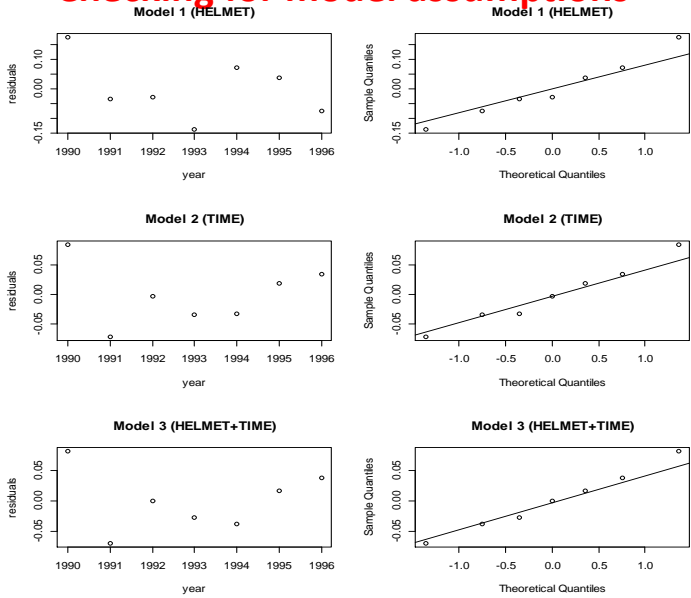 checking for model assumptions
Model 1 (HELMET)
residuals
-0.15 0.00 0.10
1990 1991 1992 1993 1994 1995 1996
year
Model 1 (HELMET)
Sample Quantiles
-0.15 0.00 0.10
-1.0 -0.5 0.0 0.5 1.0
Theoretical Quantiles
Model 2 (TIME)
residuals
-0.05 0.00 0.05
1990 1991 1992 1993 1994 1995 1996
year
Model 2 (TIME)
Sample Quantiles
-0.05 0.00 0.05
-1.0 -0.5 0.0 0.5 1.0
Theoretical Quantiles
Model 3 (HELMET+TIME)
residuals
-0.05 0.00 0.05
1990 1991 1992 1993 1994 1995 1996
year
Model 3 (HELMET+TIME)
Sample Quantiles
-0.05 0.00 0.05
-1.0 -0.5 0.0 0.5 1.0
Theoretical Quantiles